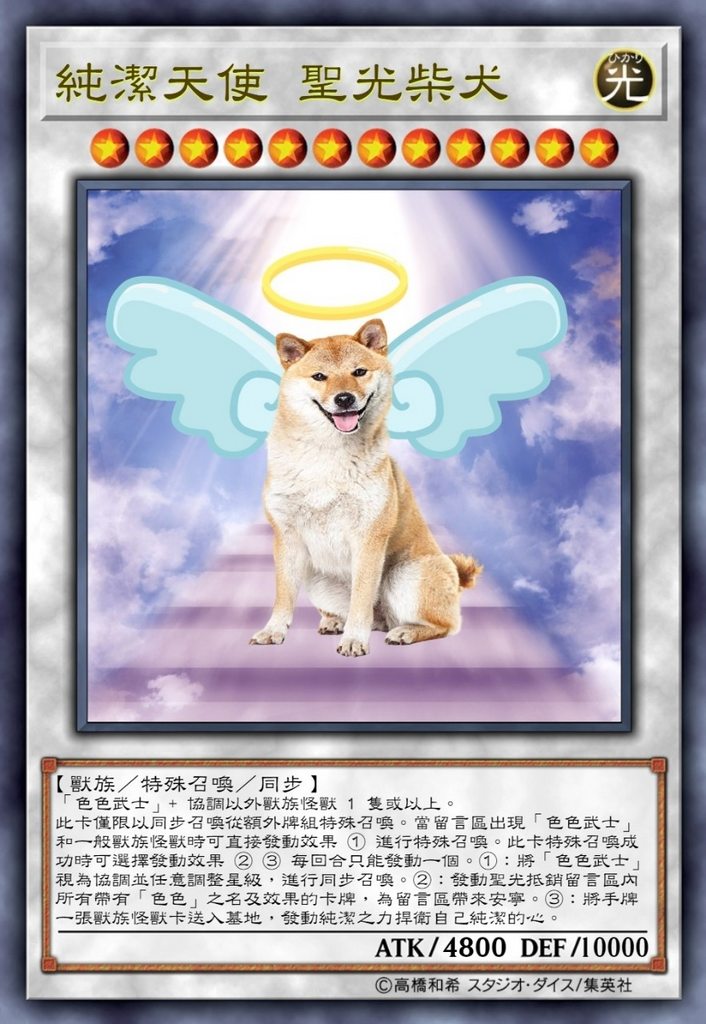 純潔天使 聖光柴犬
ひかり
光
【獸族／特殊召喚／同步】
「色色武士」+ 協調以外獸族怪獸 1 隻或以上。
此卡僅限以同步召喚從額外牌組特殊召喚。當留言區出現「色色武士」
和一般獸族怪獸時可直接發動效果 ① 進行特殊召喚。此卡特殊召喚成
功時可選擇發動效果 ② ③ 每回合只能發動一個。①：將「色色武士」
視為協調並任意調整星級，進行同步召喚。②：發動聖光抵銷留言區內
所有帶有「色色」之名及效果的卡牌，為留言區帶來安寧。③：將手牌
一張獸族怪獸卡送入墓地，發動純潔之力捍衛自己純潔的心。
ATK/4800 DEF/10000
©高橋和希 スタジオ・ダイス/集英社